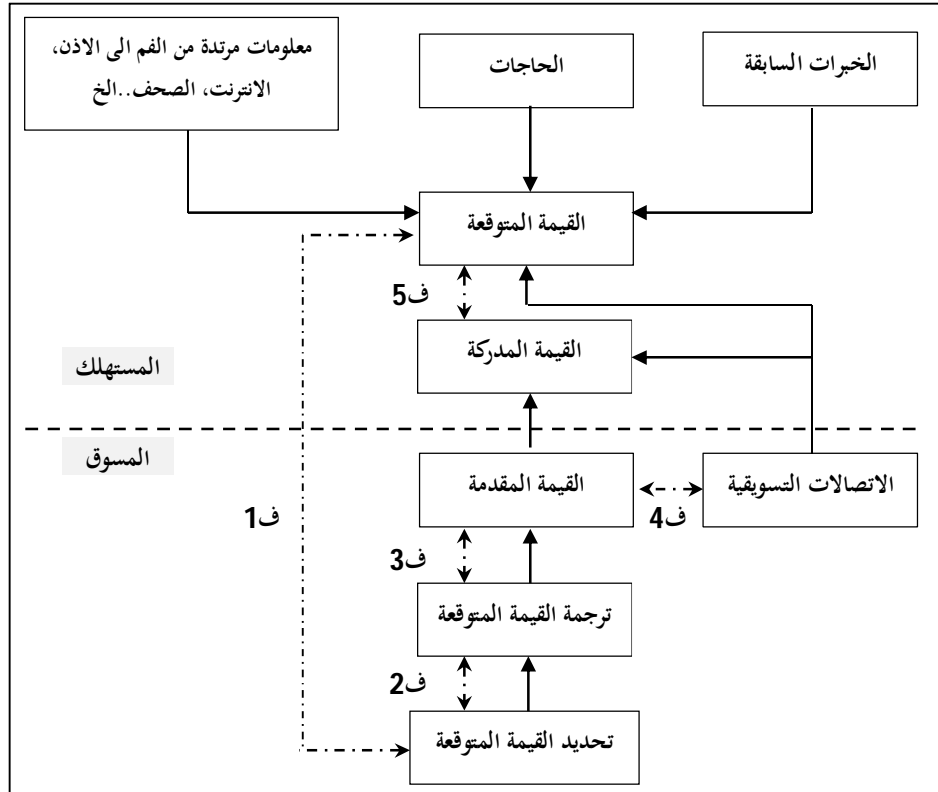 الخبرات السابقة
الحاجات
معلومات مرتدة من الفم الى الاذن،
الانترنت، الصحف..الخ
القيمة المتوقعة
ف5
القيمة المدركة
المستهلك
المسوق
الاتصالات التسويقية
ف4
القيمة المقدمة
ف1
ف3
ترجمة القيمة المتوقعة
ف2
تحديد القيمة المتوقعة